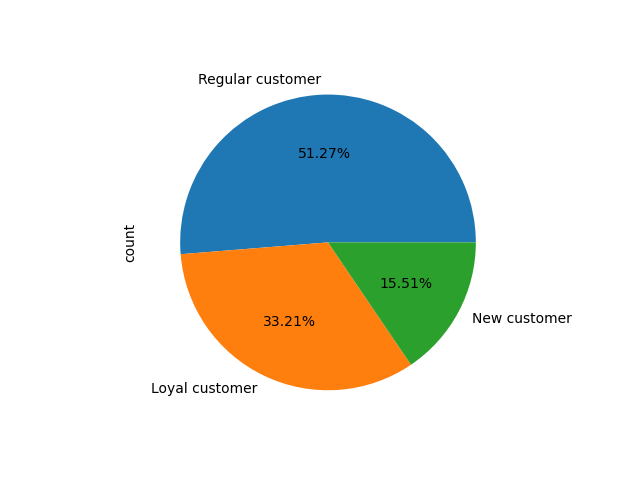 Regular customer
51.27%
count
15.51%
New customer
33.21%
Loyal customer